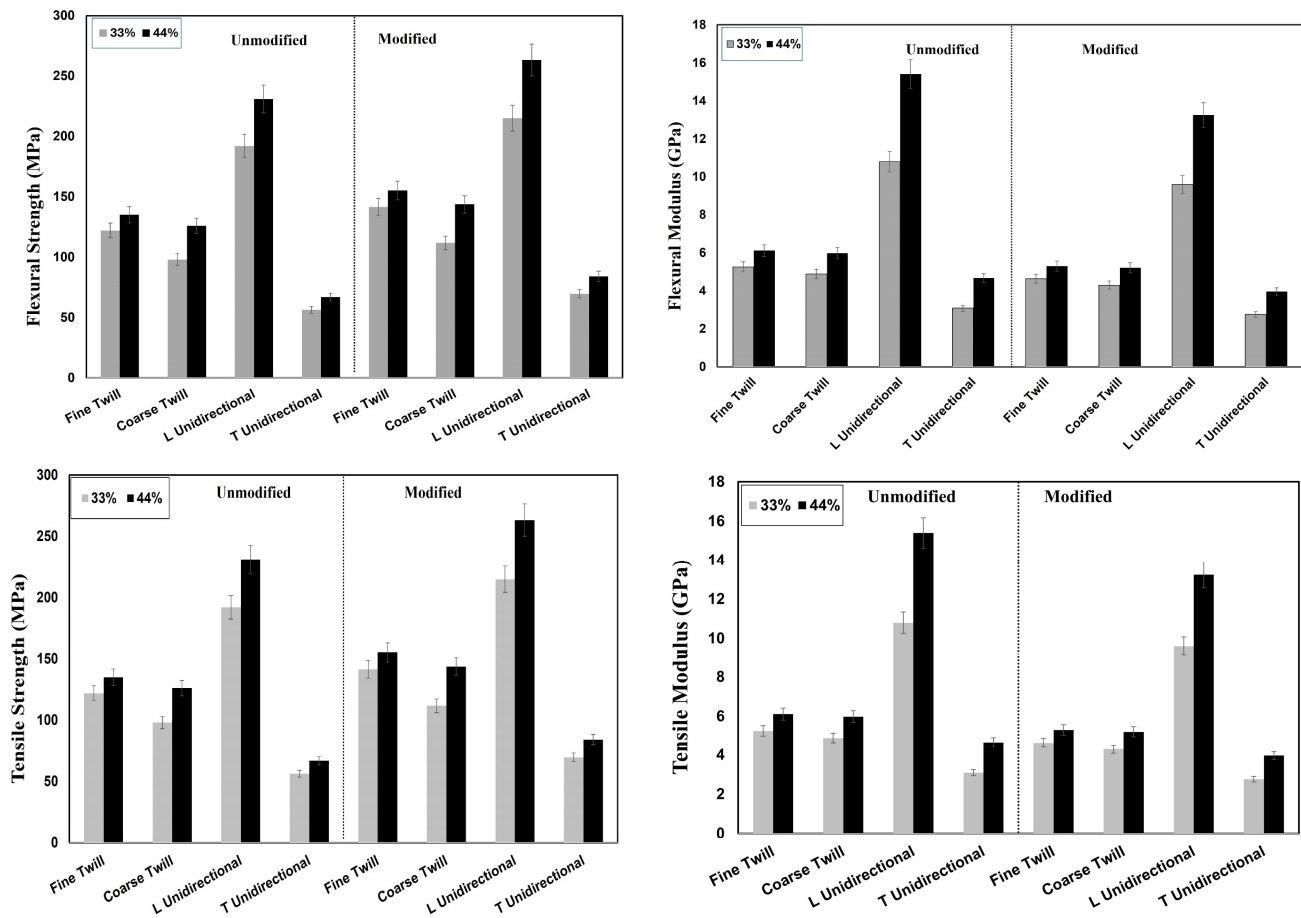 300
250
200
150
100
50
0
Flexural Strength (MPa)
33% 44%
Unmodified
Modified
Fine Twill
Coarse Twill
L Unidirectional
T Unidirectional
Fine Twill
Coarse Twill
L Unidirectional
T Unidirectional
18
16
14
12
10
8
6
4
2
0
Flexural Modulus (GPa)
33% 44%
Unmodified
Modified
Fine Twill
Coarse Twill
L Unidirectional
T Unidirectional
Fine Twill
Coarse Twill
L Unidirectional
T Unidirectional
300
250
200
150
100
50
0
Tensile Strength (MPa)
33% 44%
Unmodified
Modified
Fine Twill
Coarse Twill
L Unidirectional
T Unidirectional
Fine Twill
Coarse Twill
L Unidirectional
T Unidirectional
18
16
14
12
10
8
6
4
2
0
Tensile Modulus (GPa)
33% 44%
Unmodified
Modified
Fine Twill
Coarse Twill
L Unidirectional
T Unidirectional
Fine Twill
Coarse Twill
L Unidirectional
T Unidirectional